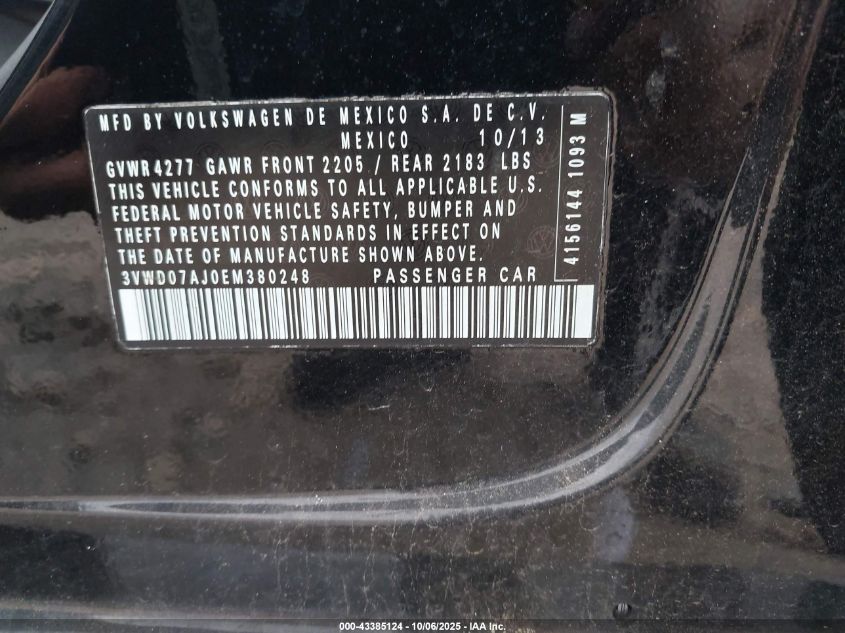 MFD BY VOLKSWAGEN DE MEXICO S.A. DE C.V.
MEXICO 10/13
GVWR 4277 GAWR FRONT 2205 / REAR 2183 LBS
THIS VEHICLE CONFORMS TO ALL APPLICABLE U.S.
FEDERAL MOTOR VEHICLE SAFETY, BUMPER AND
THEFT PREVENTION STANDARDS IN EFFECT ON
THE DATE OF MANUFACTURE SHOWN ABOVE.
3VWD07AJ0EM380248 PASSENGER CAR
4156144 1093 M
000-43385124 - 10/06/2025 - IAA Inc.